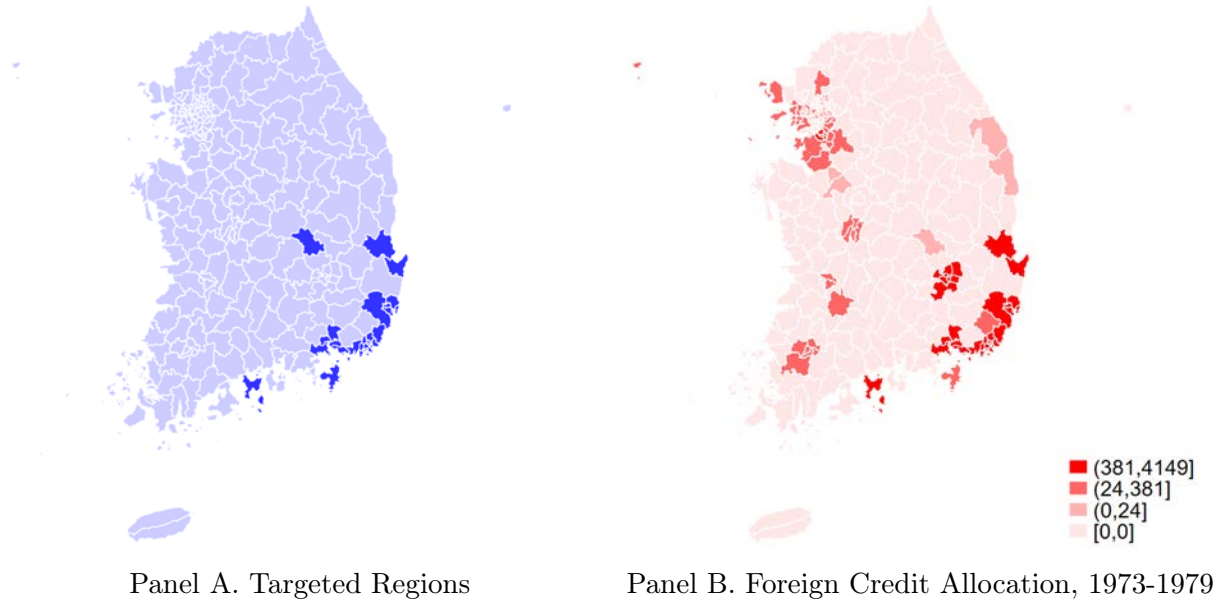 (381,4149]
(24,381]
(0,24]
[0,0]
Panel A. Targeted Regions
Panel B. Foreign Credit Allocation, 1973-1979